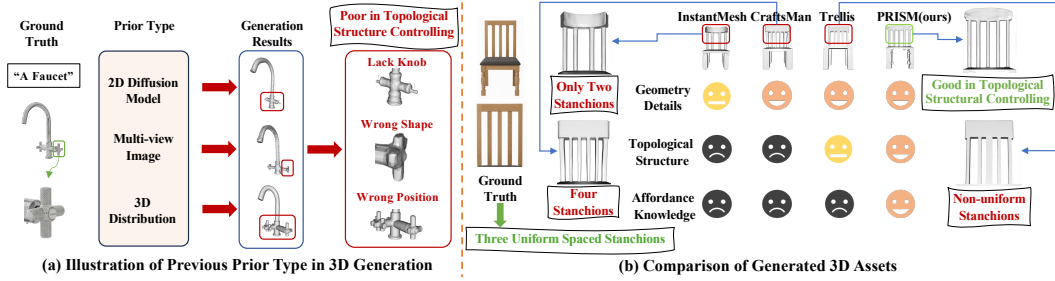 Ground
Truth
Prior Type
Generation
Results
Poor in Topological
Structure Controlling
"A Faucet"
2D Diffusion
Model
Multi-view
Image
3D
Distribution
Lack Knob
Wrong Shape
Wrong Position
(a) Illustration of Previous Prior Type in 3D Generation
InstantMesh
CraftsMan
Trellis
PRISM(ours)
Only Two
Stanchions
Geometry
Details
Good in Topological
Structural Controlling
Topological
Structure
Ground
Truth
Four
Stanchions
Affordance
Knowledge
Non-uniform
Stanchions
Three Uniform Spaced Stanchions
(b) Comparison of Generated 3D Assets